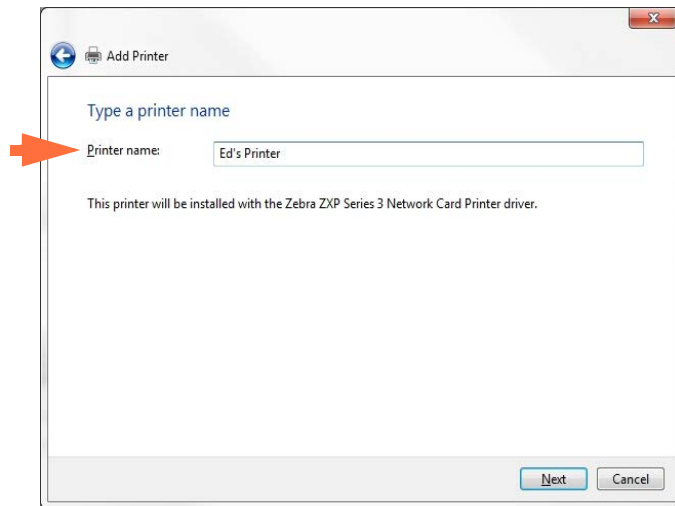 Add Printer
Type a printer name
Printer name: Ed's Printer
This printer will be installed with the Zebra ZXP Series 3 Network Card Printer driver.
Next Cancel